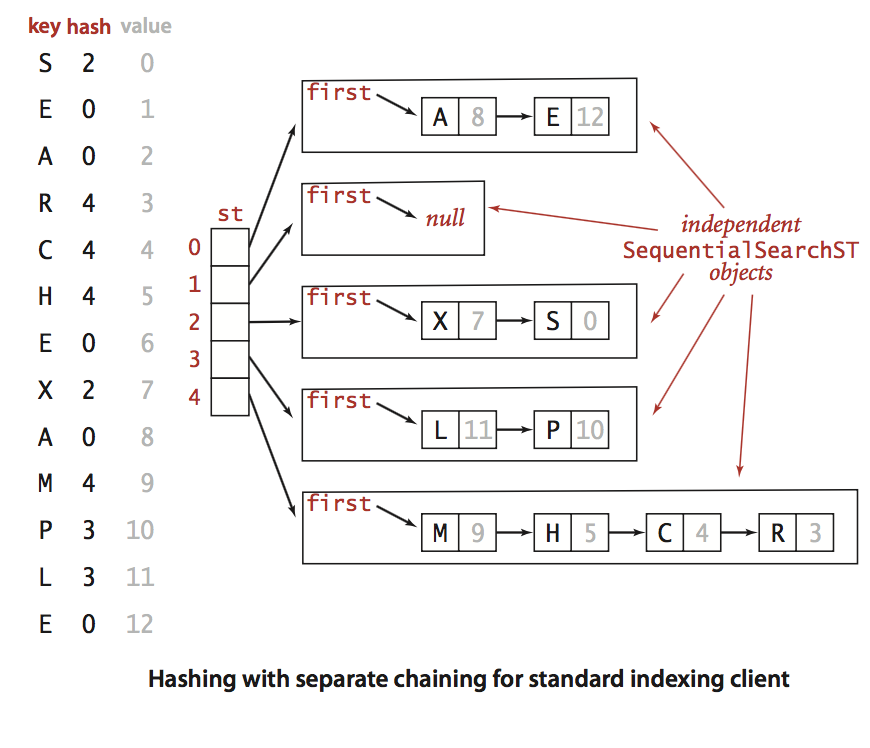 key hash value
S 2 0
E 0 1
A 0 2
R 4 3
C 4 4
H 4 5
E 0 6
X 2 7
A 0 8
M 4 9
P 3 10
L 3 11
E 0 12
st
0
1
2
3
4
first
A 8 E 12
first
null
first
X 7 S 0
first
L 11 P 10
first
M 9 H 5 C 4 R 3
independent
SequentialSearchST
objects
Hashing with separate chaining for standard indexing client